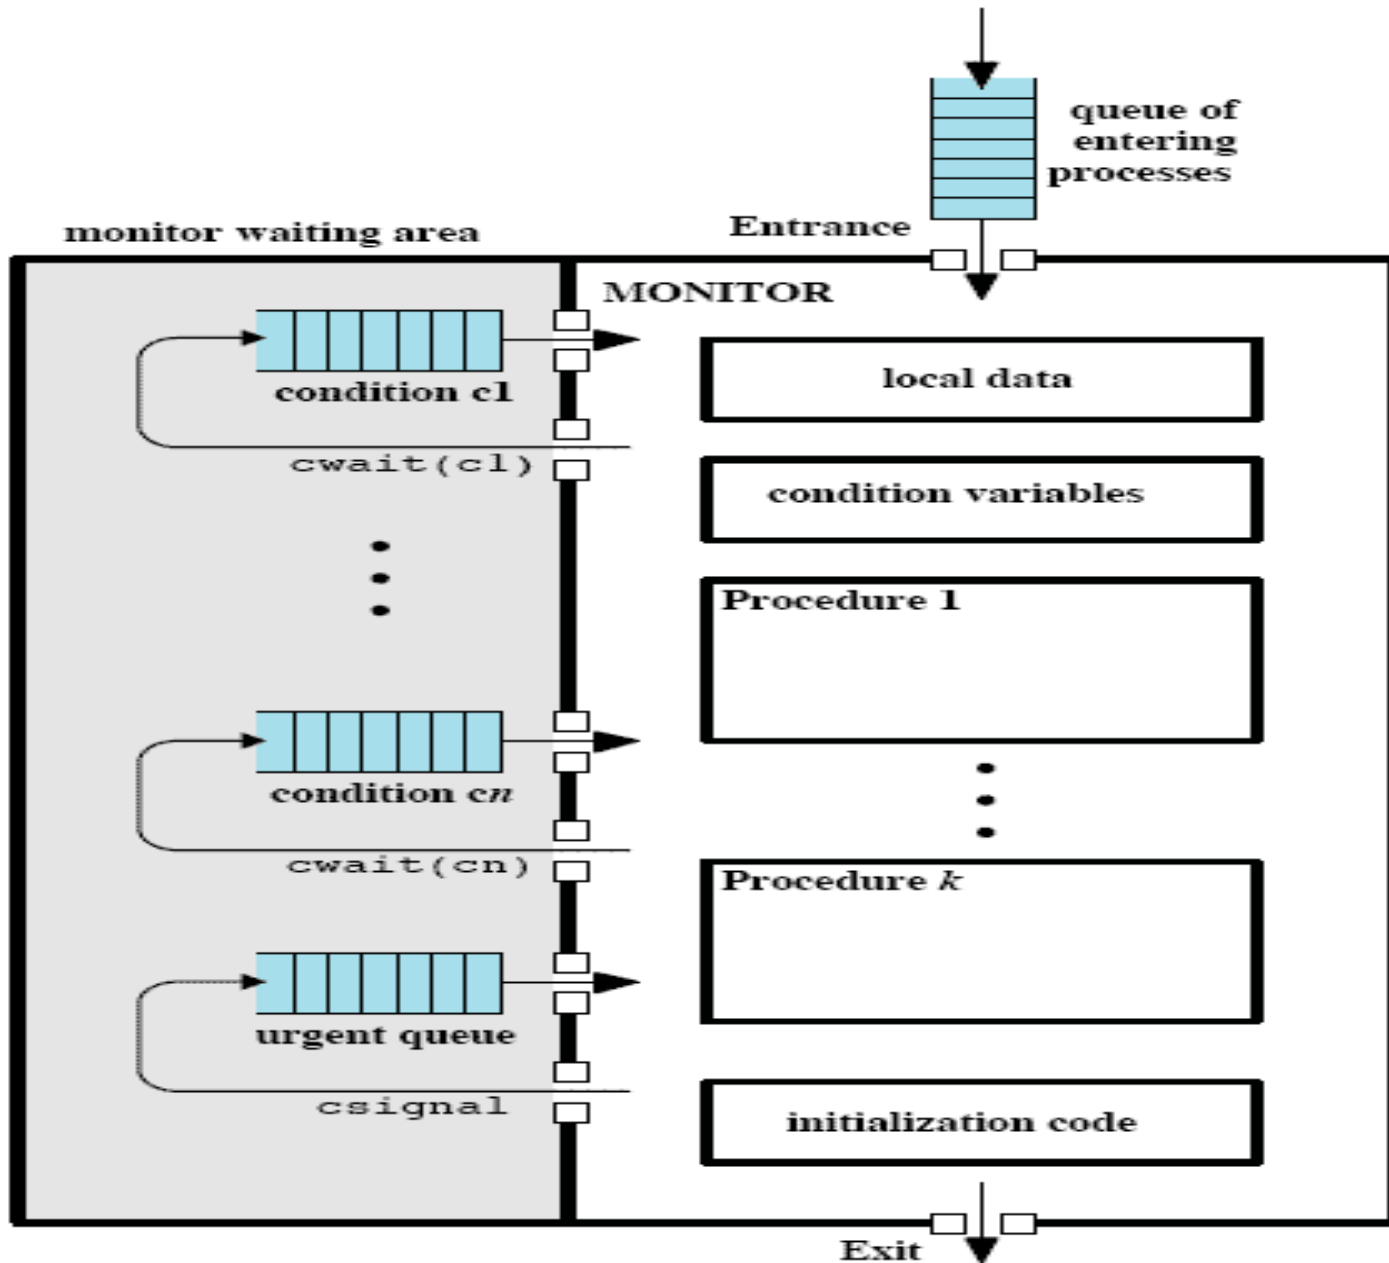 queue of
entering
processes
Entrance
monitor waiting area
MONITOR
condition c1
local data
cwait(c1)
condition variables
Procedure 1
condition cn
cwait(cn)
Procedure k
urgent queue
csignal
initialization code
Exit